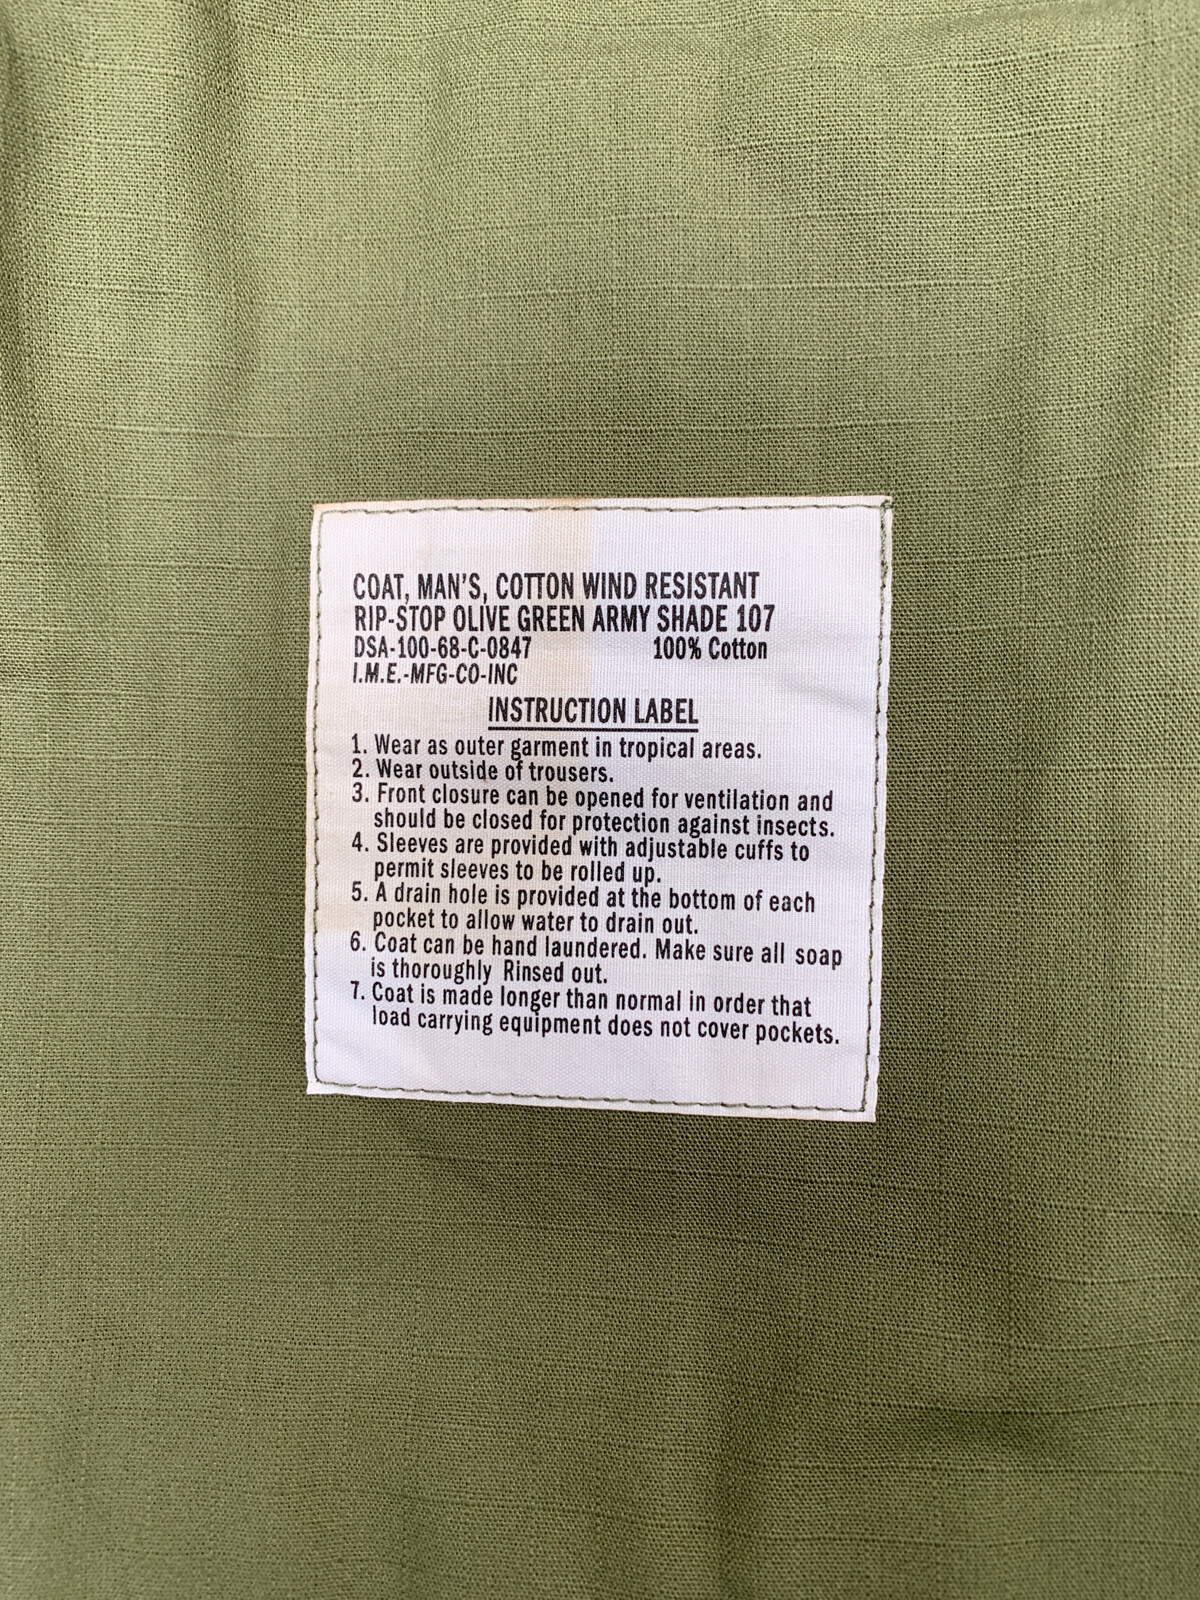 COAT, MAN'S, COTTON WIND RESISTANT
RIP-STOP OLIVE GREEN ARMY SHADE 107
DSA-100-68-C-0847 100% Cotton
I.M.E.-MFG-CO-INC
INSTRUCTION LABEL
1. Wear as outer garment in tropical areas.
2. Wear outside of trousers.
3. Front closure can be opened for ventilation and
should be closed for protection against insects.
4. Sleeves are provided with adjustable cuffs to
permit sleeves to be rolled up.
5. A drain hole is provided at the bottom of each
pocket to allow water to drain out.
6. Coat can be hand laundered. Make sure all soap
is thoroughly Rinsed out.
7. Coat is made longer than normal in order that
load carrying equipment does not cover pockets.